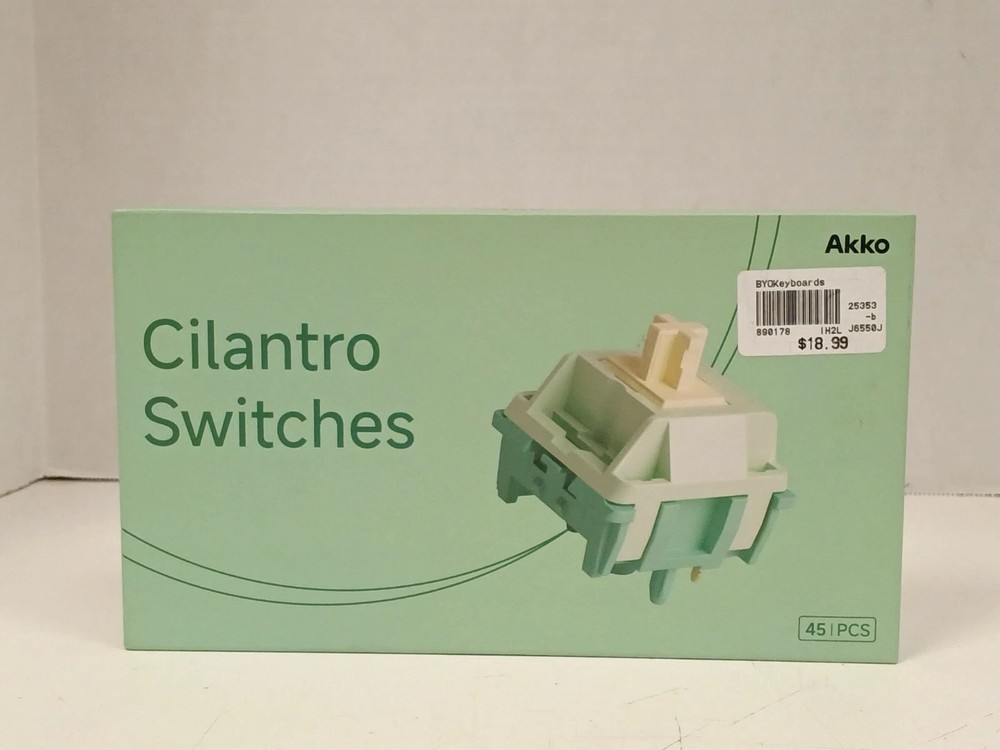 Akko
BYOKeyboards
25353
-b
890178 IH2L J6550J
$18.99
Cilantro
Switches
45 | PCS